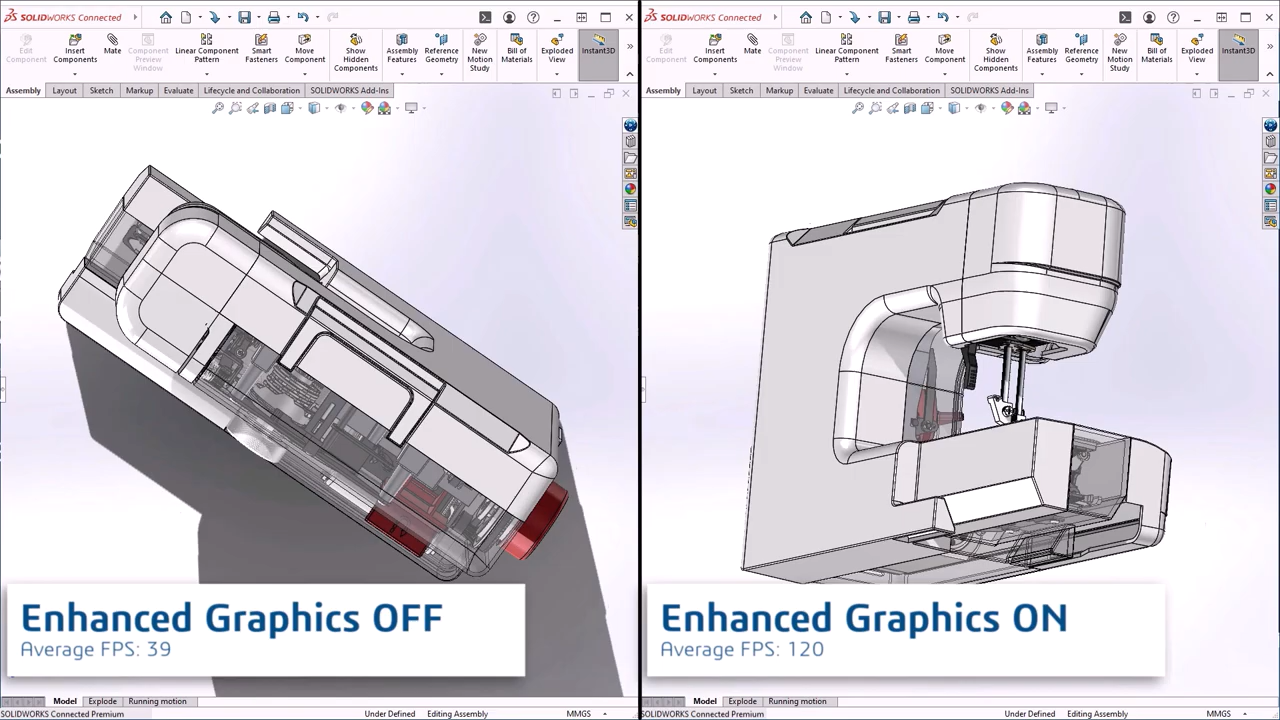 SOLIDWORKS Connected
Edit Component
Insert Components
Mate
Component Preview Window
Linear Component Pattern
Smart Fasteners
Move Component
Show Hidden Components
Assembly Features
Reference Geometry
New Motion Study
Bill of Materials
Exploded View
Instant3D
Assembly Layout Sketch Markup Evaluate Lifecycle and Collaboration SOLIDWORKS Add-Ins
Enhanced Graphics OFF
Average FPS: 39
Model Explode Running motion
SOLIDWORKS Connected Premium Under Defined Editing Assembly MMGS
SOLIDWORKS Connected
Edit Component
Insert Components
Mate
Component Preview Window
Linear Component Pattern
Smart Fasteners
Move Component
Show Hidden Components
Assembly Features
Reference Geometry
New Motion Study
Bill of Materials
Exploded View
Instant3D
Assembly Layout Sketch Markup Evaluate Lifecycle and Collaboration SOLIDWORKS Add-Ins
Enhanced Graphics ON
Average FPS: 120
Model Explode Running motion
SOLIDWORKS Connected Premium Under Defined Editing Assembly MMGS